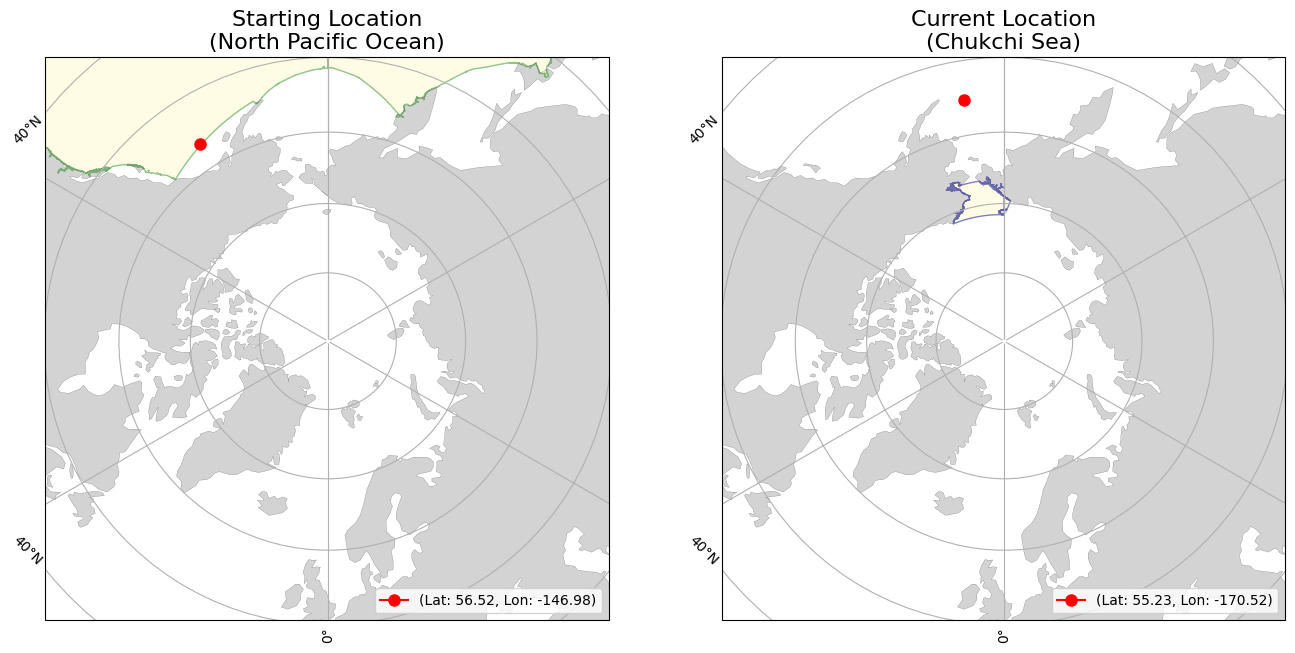 Starting Location
(North Pacific Ocean)
40°N
40°N
0°
(Lat: 56.52, Lon: -146.98)
Current Location
(Chukchi Sea)
40°N
40°N
0°
(Lat: 55.23, Lon: -170.52)